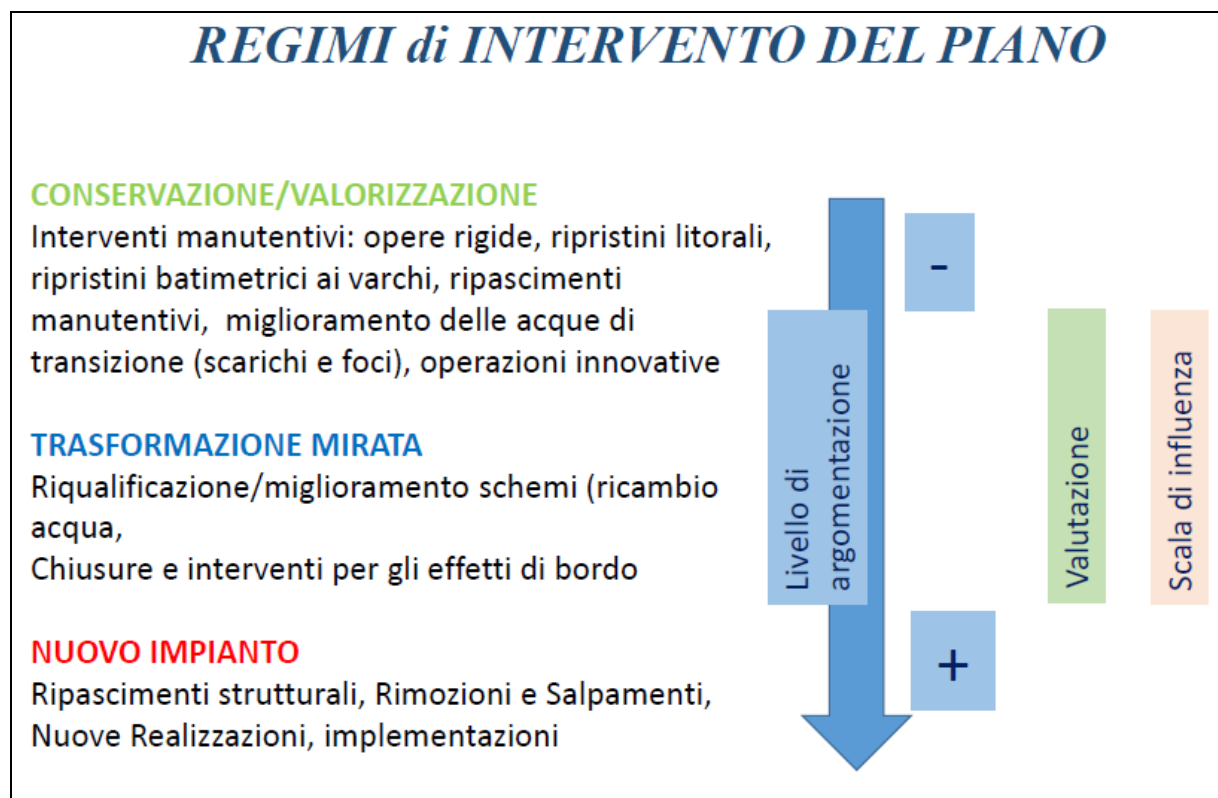 REGIMI di INTERVENTO DEL PIANO
CONSERVAZIONE/VALORIZZAZIONE
Interventi manutentivi: opere rigide, ripristini litorali,
ripristini batimetrici ai varchi, ripascimenti
manutentivi, miglioramento delle acque di
transizione (scarichi e foci), operazioni innovative
TRASFORMAZIONE MIRATA
Riqualificazione/miglioramento schemi (ricambio
acqua,
Chiusure e interventi per gli effetti di bordo
NUOVO IMPIANTO
Ripascimenti strutturali, Rimozioni e Salpamenti,
Nuove Realizzazioni, implementazioni
-
Livello di
argomentazione
+
Valutazione
Scala di influenza